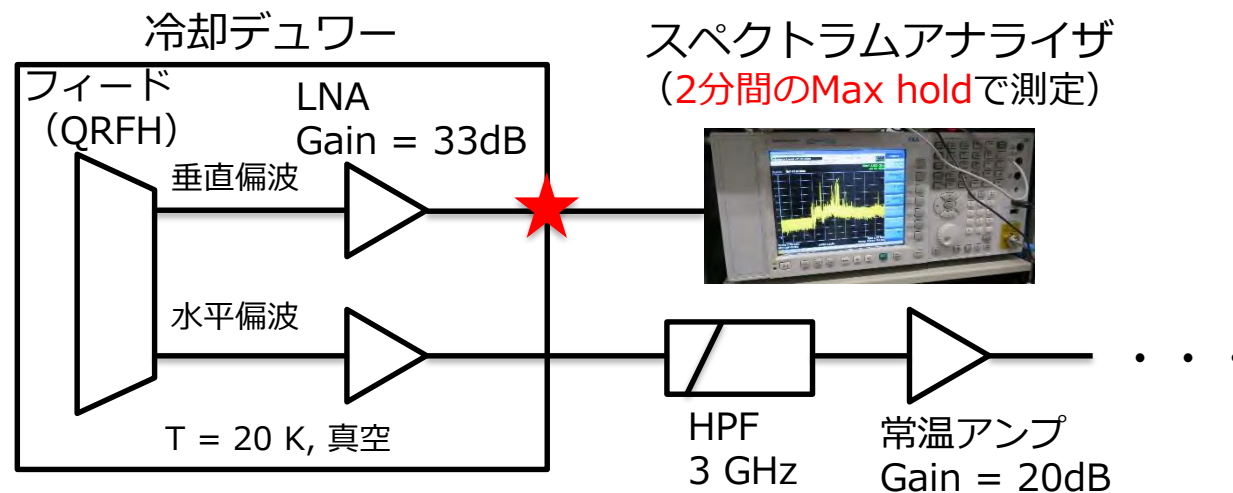 冷却デュワー
フィード
（QRFH）
LNA
Gain = 33dB
垂直偏波
水平偏波
T = 20 K, 真空
スペクトラムアナライザ
（2分間のMax holdで測定）
HPF
3 GHz
常温アンプ
Gain = 20dB
・・・